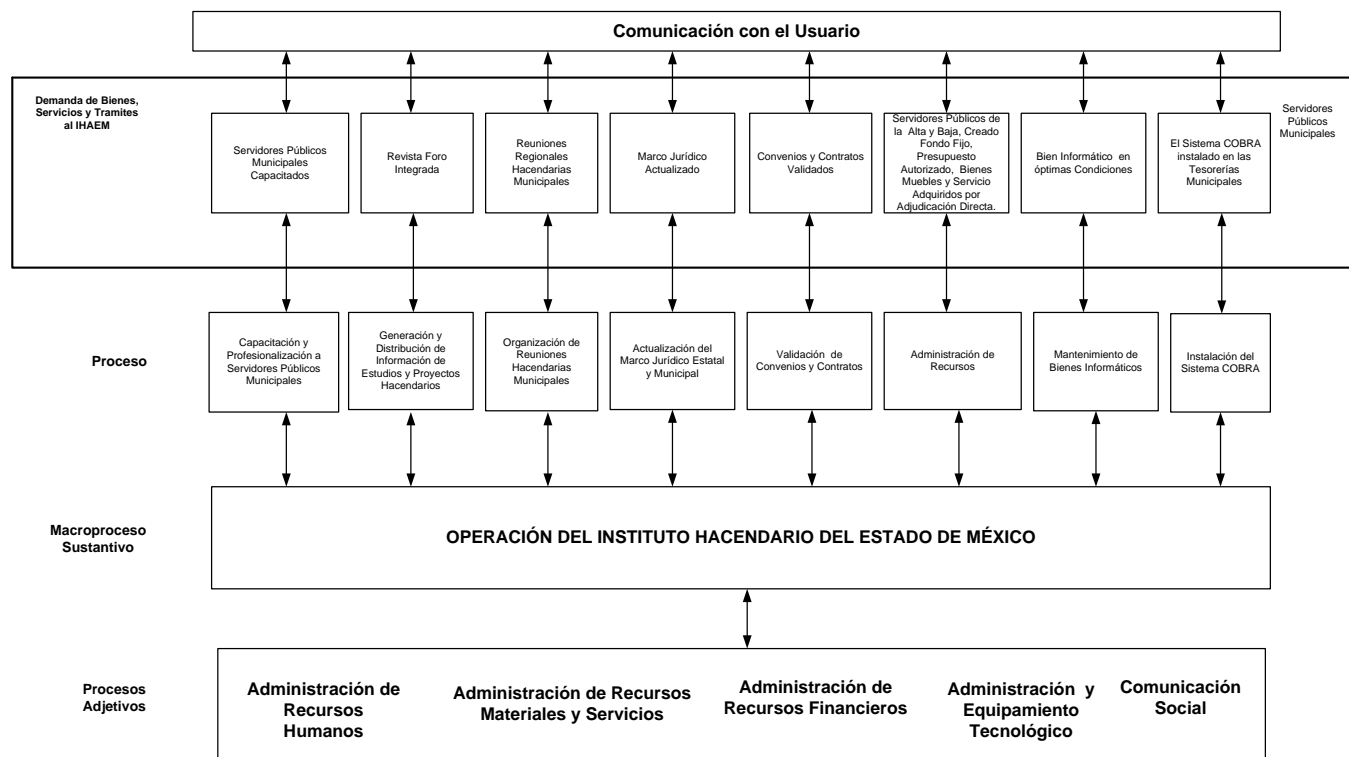 Comunicación con el Usuario
Demanda de Bienes,
Servicios y Tramites
al IHAEM
Servidores Públicos
Municipales
Capacitados
Revista Foro
Integrada
Reuniones
Regionales
Hacendarias
Municipales
Marco Jurídico
Actualizado
Convenios y Contratos
Validados
Servidores Públicos de
la Alta y Baja, Creado
Fondo Fijo,
Presupuesto
Autorizado, Bienes
Muebles y Servicio
Adquiridos por
Adjudicación Directa.
Bien Informático en
óptimas Condiciones
El Sistema COBRA
instalado en las
Tesorerías
Municipales
Servidores
Públicos
Municipales
Proceso
Capacitación y
Profesionalización a
Servidores Públicos
Municipales
Generación y
Distribución de
Información de
Estudios y Proyectos
Hacendarios
Organización de
Reuniones
Hacendarias
Municipales
Actualización del
Marco Jurídico Estatal
y Municipal
Validación de
Convenios y Contratos
Administración de
Recursos
Mantenimiento de
Bienes Informáticos
Instalación del
Sistema COBRA
Macroproceso
Sustantivo
OPERACIÓN DEL INSTITUTO HACENDARIO DEL ESTADO DE MÉXICO
Procesos
Adjetivos
Administración de
Recursos
Humanos
Administración de Recursos
Materiales y Servicios
Administración de
Recursos Financieros
Administración y
Equipamiento
Tecnológico
Comunicación
Social